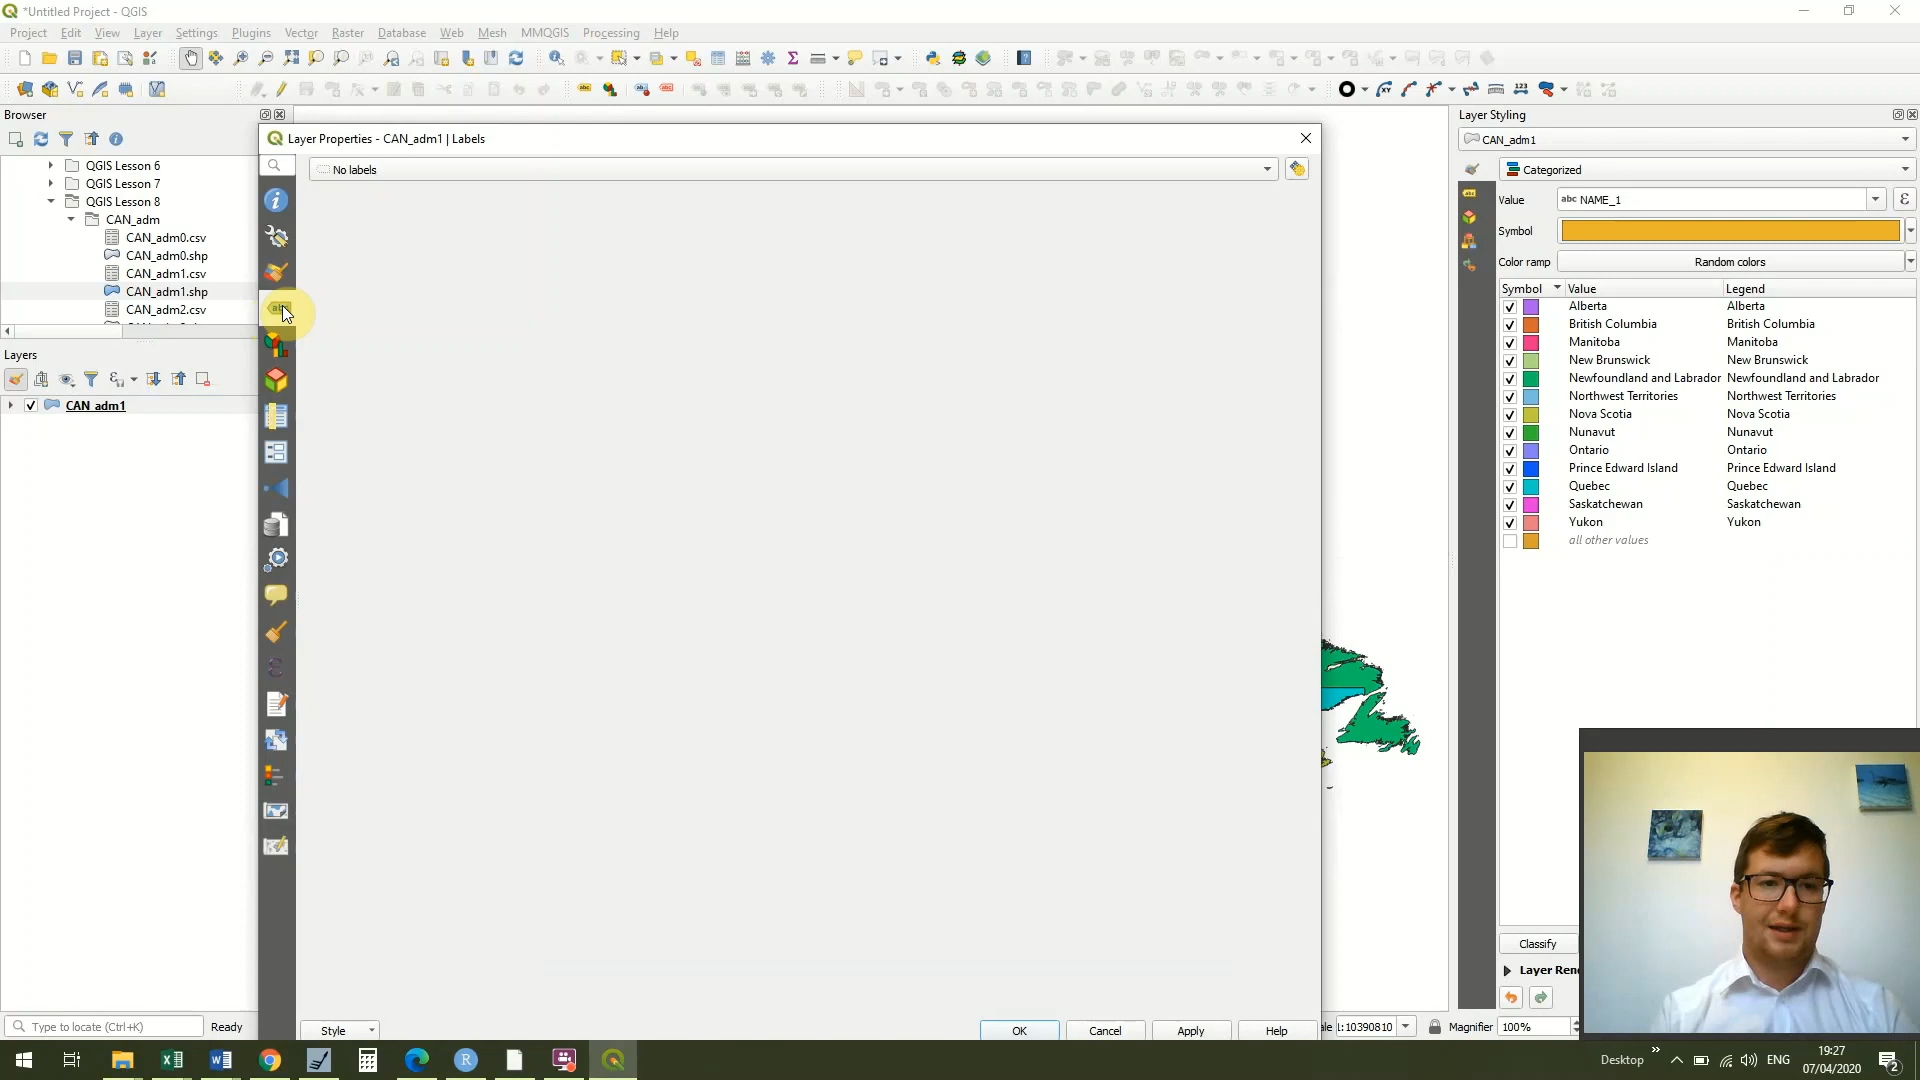 *Untitled Project - QGIS
Project Edit View Layer Settings Plugins Vector Raster Database Web Mesh MMQGIS Processing Help
Browser
QGIS Lesson 6
QGIS Lesson 7
QGIS Lesson 8
CAN_adm
CAN_adm0.csv
CAN_adm0.shp
CAN_adm1.csv
CAN_adm1.shp
CAN_adm2.csv
Layers
CAN_adm1
Type to locate (Ctrl+K) Ready
Layer Properties - CAN_adm1 | Labels
No labels
Style
OK Cancel Apply Help
Layer Styling
CAN_adm1
Categorized
Value abc NAME_1
Symbol
Color ramp Random colors
Symbol Value Legend
Alberta Alberta
British Columbia British Columbia
Manitoba Manitoba
New Brunswick New Brunswick
Newfoundland and Labrador Newfoundland and Labrador
Northwest Territories Northwest Territories
Nova Scotia Nova Scotia
Nunavut Nunavut
Ontario Ontario
Prince Edward Island Prince Edward Island
Quebec Quebec
Saskatchewan Saskatchewan
Yukon Yukon
all other values
Classify
Layer Ren
ale 1:10390810 Magnifier 100%
Desktop ENG 19:27
07/04/2020